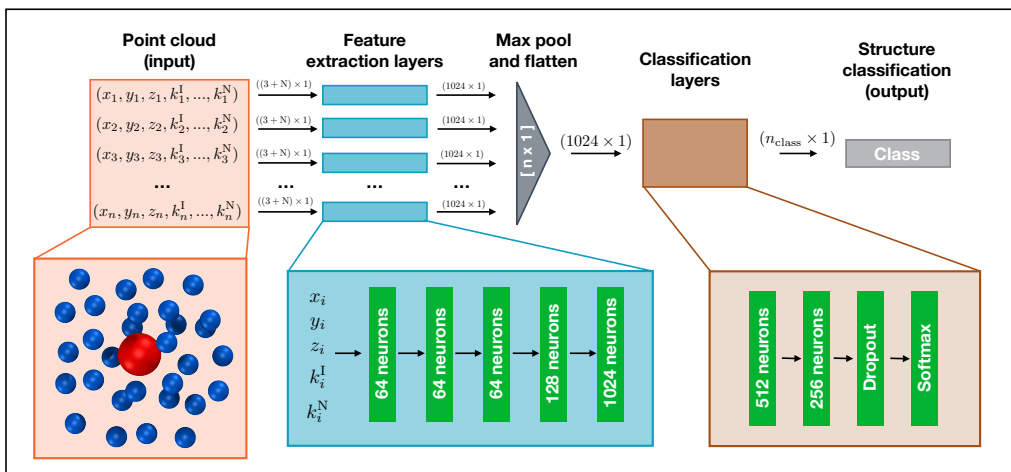 Point cloud
(input)
Feature
extraction layers
Max pool
and flatten
Classification
layers
Structure
classification
(output)
(x₁, y₁, z₁, k₁ᴵ, ..., k₁ᴺ)
((3 + N) × 1)
(1024 × 1)
(x₂, y₂, z₂, k₂ᴵ, ..., k₂ᴺ)
((3 + N) × 1)
(1024 × 1)
(x₃, y₃, z₃, k₃ᴵ, ..., k₃ᴺ)
((3 + N) × 1)
(1024 × 1)
... ... ... ...
(xₙ, yₙ, zₙ, kₙᴵ, ..., kₙᴺ)
((3 + N) × 1)
(1024 × 1)
[ n x 1 ]
(1024 × 1)
(n_class × 1)
Class
xᵢ
yᵢ
zᵢ
kᵢᴵ
kᵢᴺ
64 neurons
64 neurons
64 neurons
128 neurons
1024 neurons
512 neurons
256 neurons
Dropout
Softmax